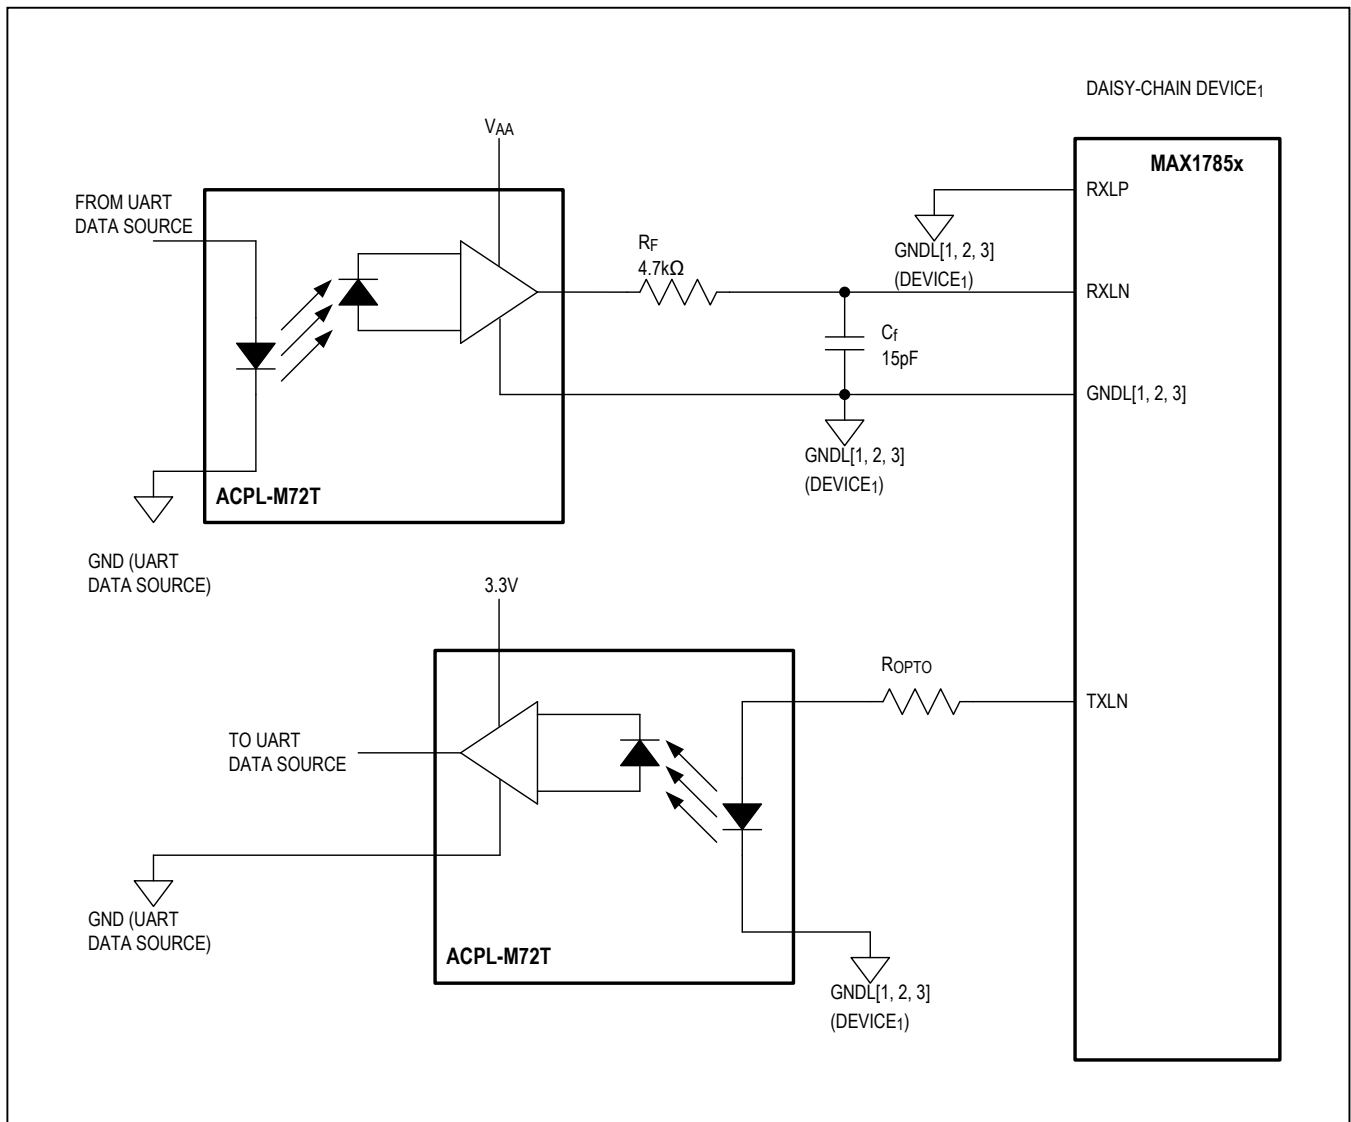 DAISY-CHAIN DEVICE1
VAA
MAX1785x
FROM UART
DATA SOURCE
RXLP
RF
4.7kΩ
GNDL[1, 2, 3]
(DEVICE1)
RXLN
Cf
15pF
GNDL[1, 2, 3]
GNDL[1, 2, 3]
(DEVICE1)
ACPL-M72T
GND (UART
DATA SOURCE)
3.3V
ROPTO
TXLN
TO UART
DATA SOURCE
GND (UART
DATA SOURCE)
ACPL-M72T
GNDL[1, 2, 3]
(DEVICE1)